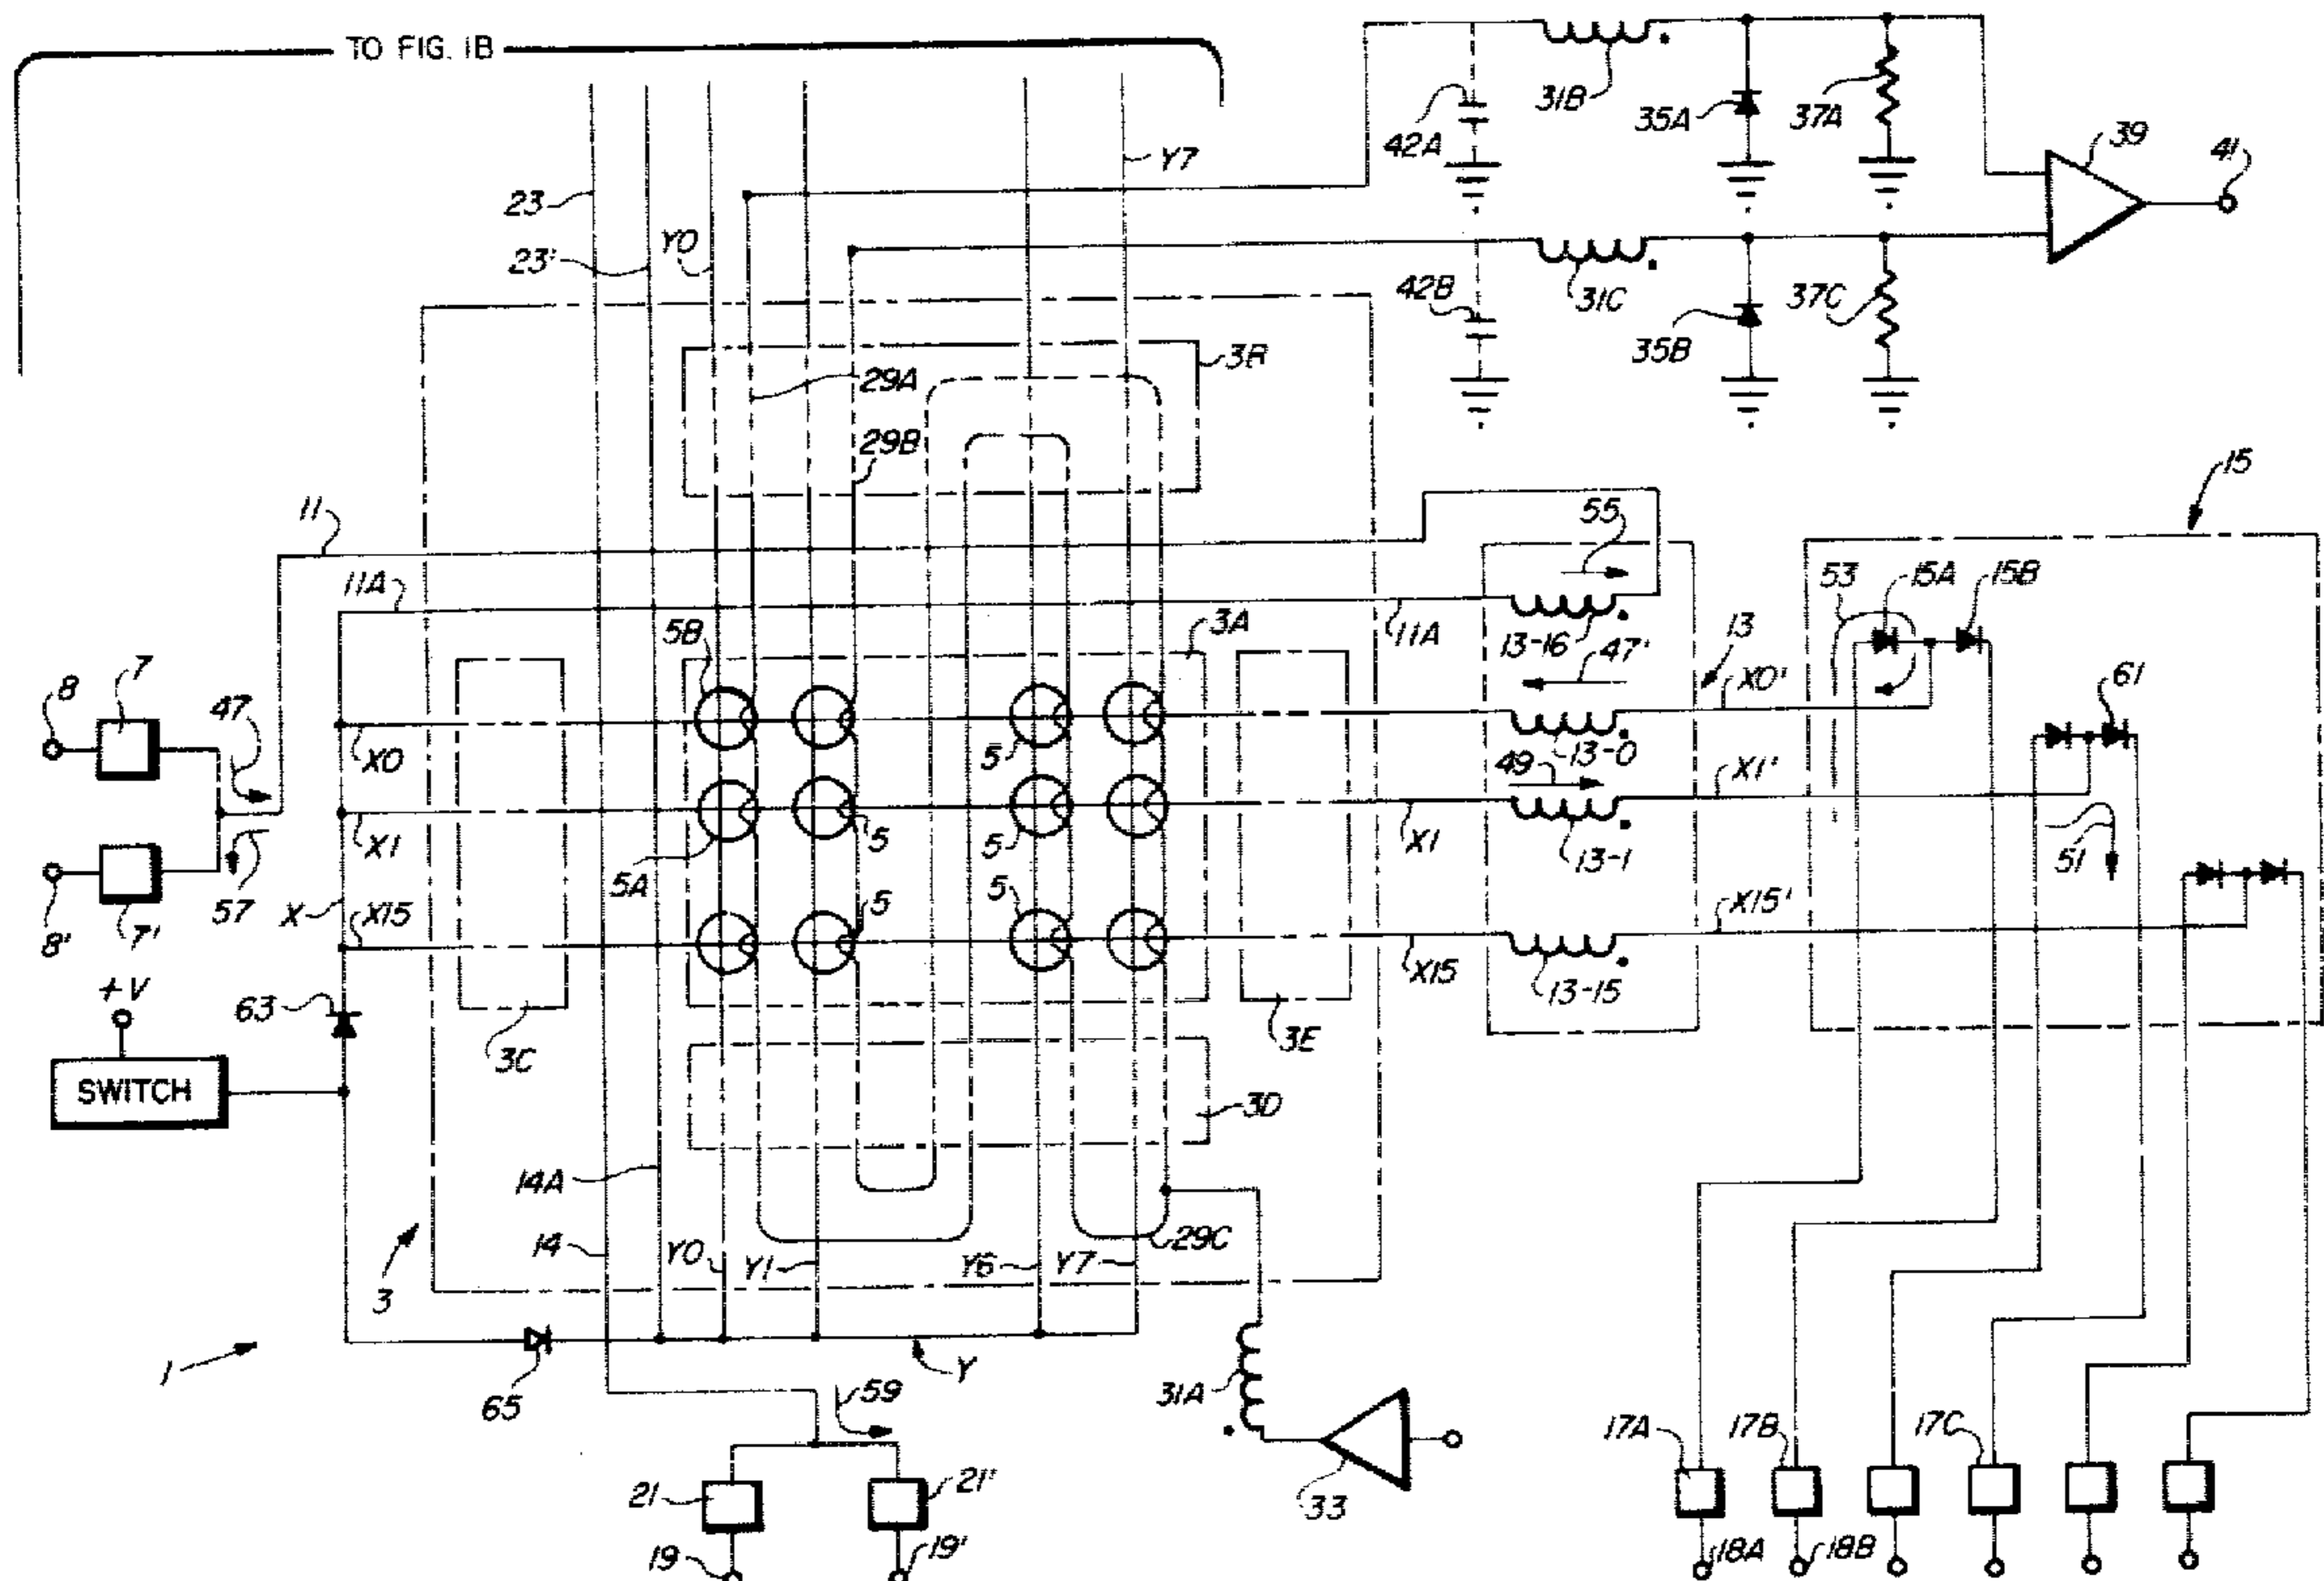 TO FIG. 1B
31B
35A
37A
39
41
42A
Y7
23
Y0
23'
31C
42B
37C
35B
3B
29A
29B
15
11
55
53
15A
15B
11A
5B
3A
11A
13-16
13
7
47'
X0'
61
8
47
X0
5
13-0
49
X1'
X1
5
5
X1
5A
13-1
51
57
X
X15
5
5
X15'
8'
7'
X15
13-15
+V
63
3C
3E
SWITCH
3D
14A
14
29C
Y0
Y1
Y6
Y7
3
1
Y
31A
65
59
17A
17B
17C
21
21'
33
19
19'
18A
18B